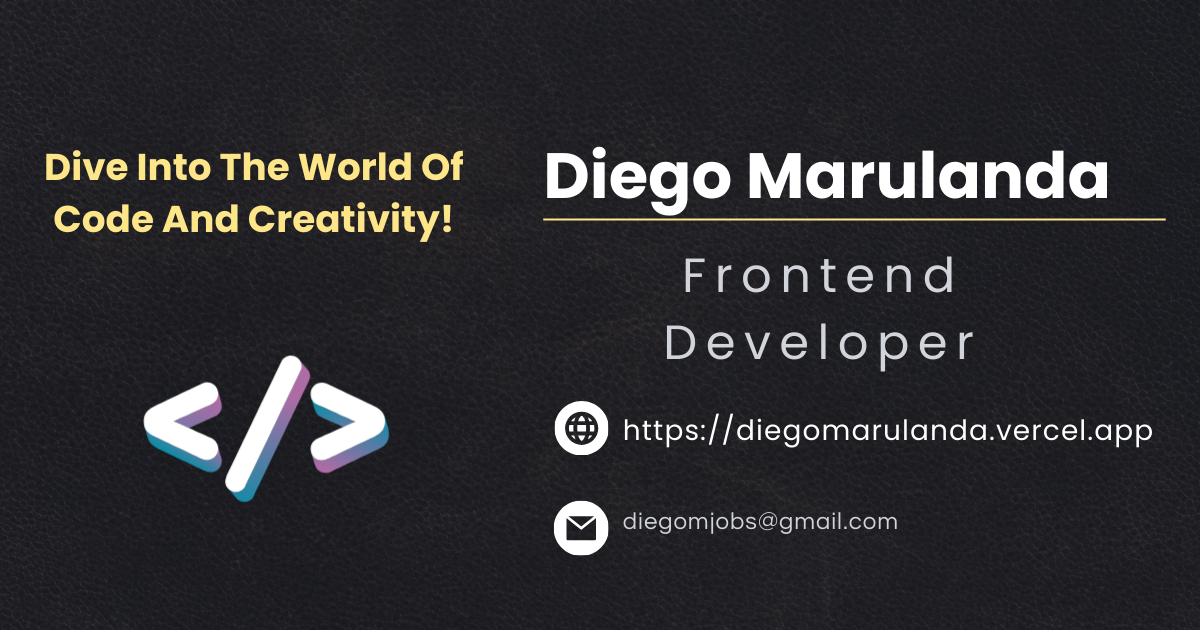 Dive Into The World Of
Code And Creativity!
</>
Diego Marulanda
Frontend
Developer
https://diegomarulanda.vercel.app
diegomjobs@gmail.com